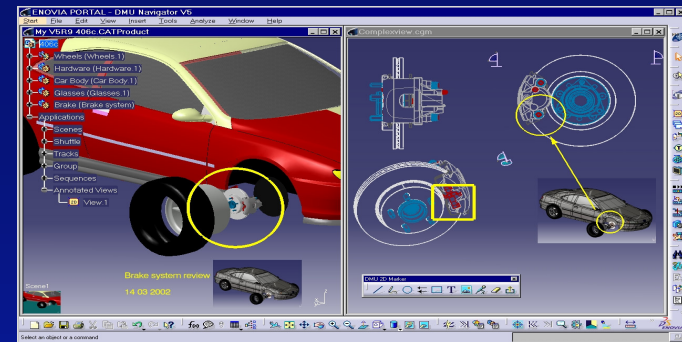 ENOVIA PORTAL - DMU Navigator V5
Start File Edit View Insert Tools Analyze Window Help
My V5R9 406c.CATProduct
Complexview.cgm
406c
Wheels (Wheels.1)
Hardware (Hardware.1)
Car Body (Car Body.1)
Glasses (Glasses.1)
Brake (Brake system)
Applications
Scenes
Shuttle
Tracks
Group
Sequences
Annotated Views
View.1
Brake system review
14 03 2002
Scene1
DMU 2D Marker
T
Select an object or a command